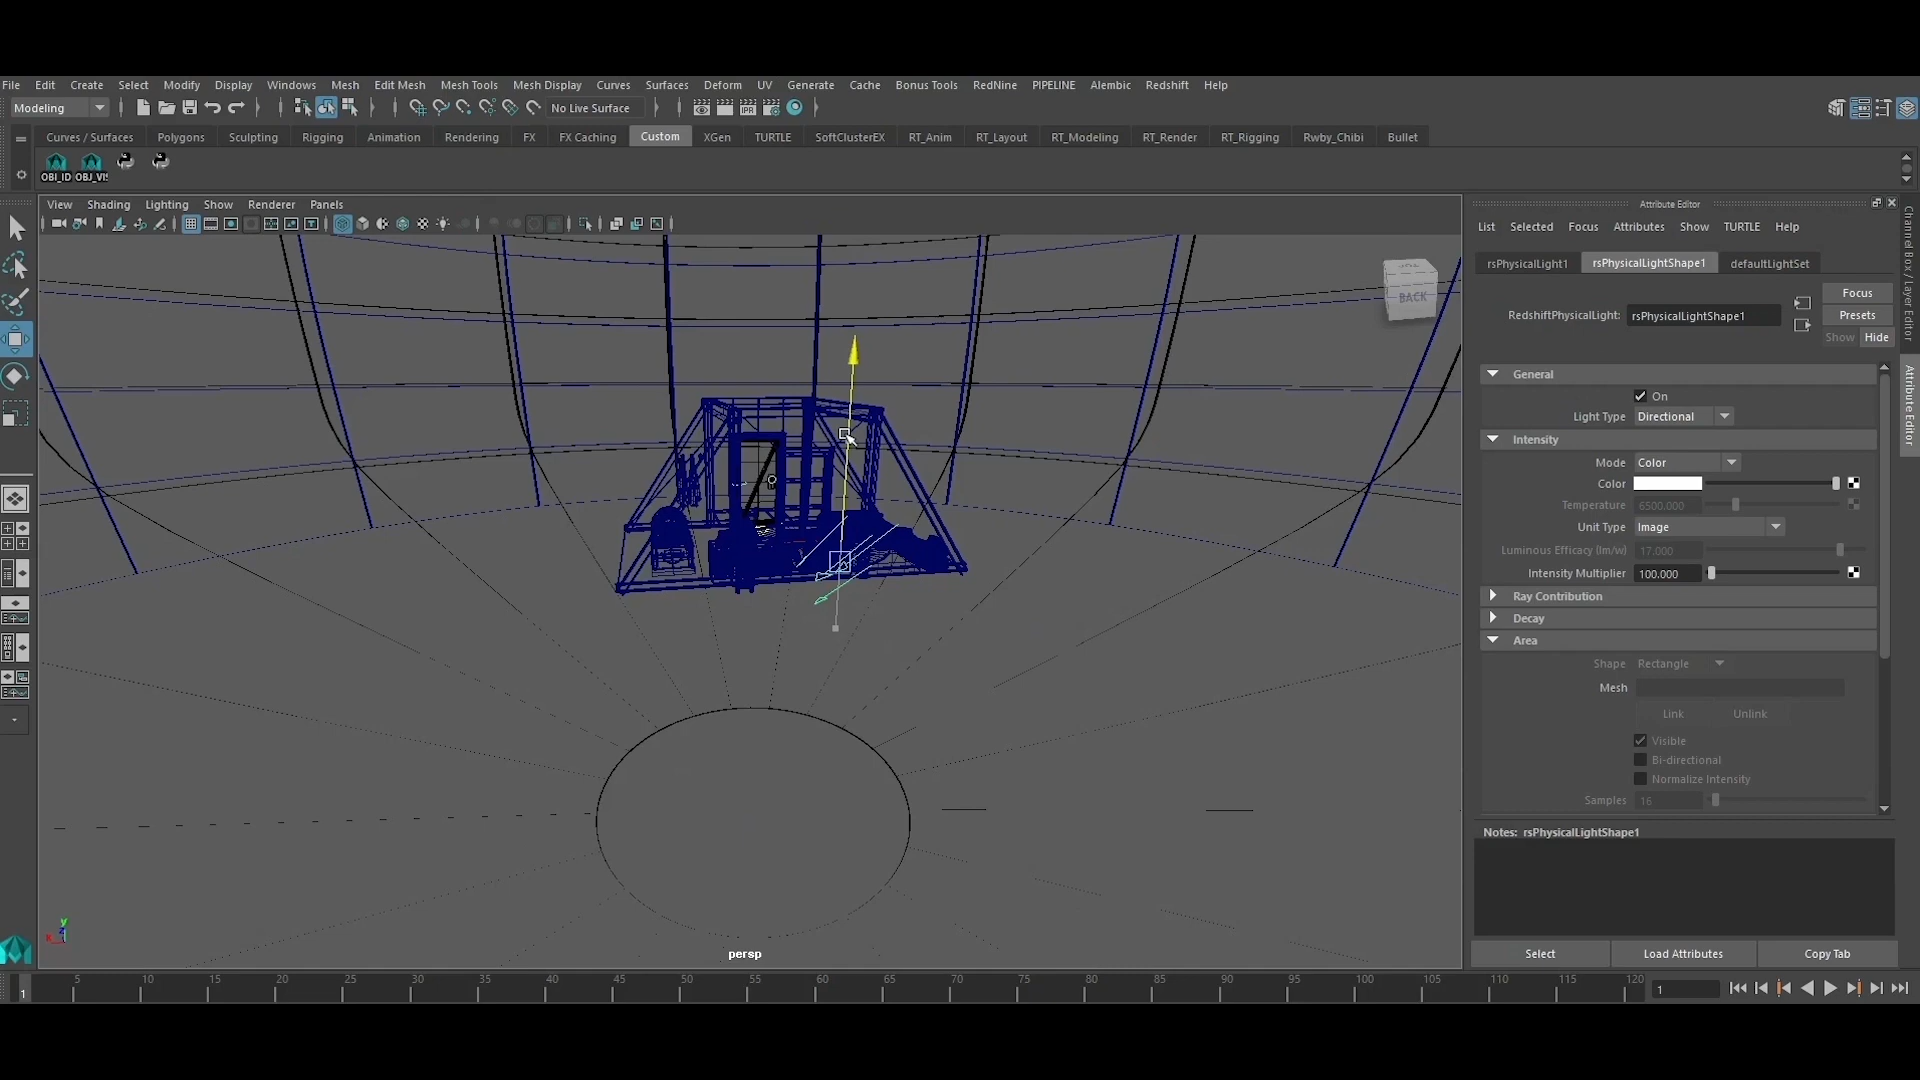 File Edit Create Select Modify Display Windows Mesh Edit Mesh Mesh Tools Mesh Display Curves Surfaces Deform UV Generate Cache Bonus Tools RedNine PIPELINE Alembic Redshift Help
Modeling No Live Surface IPR
Curves / Surfaces Polygons Sculpting Rigging Animation Rendering FX FX Caching Custom XGen TURTLE SoftClusterEX RT_Anim RT_Layout RT_Modeling RT_Render RT_Rigging Rwby_Chibi Bullet
OBJ_ID OBJ_VIS
View Shading Lighting Show Renderer Panels
BACK
persp
y
x
Attribute Editor
List Selected Focus Attributes Show TURTLE Help
rsPhysicalLight1 rsPhysicalLightShape1 defaultLightSet
Focus
RedshiftPhysicalLight: rsPhysicalLightShape1
Presets
Show Hide
General
On
Light Type Directional
Intensity
Mode Color
Color
Temperature 6500.000
Unit Type Image
Luminous Efficacy (lm/w) 17.000
Intensity Multiplier 100.000
Ray Contribution
Decay
Area
Shape Rectangle
Mesh
Link Unlink
Visible
Bi-directional
Normalize Intensity
Samples 16
Notes: rsPhysicalLightShape1
Select Load Attributes Copy Tab
Channel Box / Layer Editor
Attribute Editor
1 5 10 15 20 25 30 35 40 45 50 55 60 65 70 75 80 85 90 95 100 105 110 115 120 1